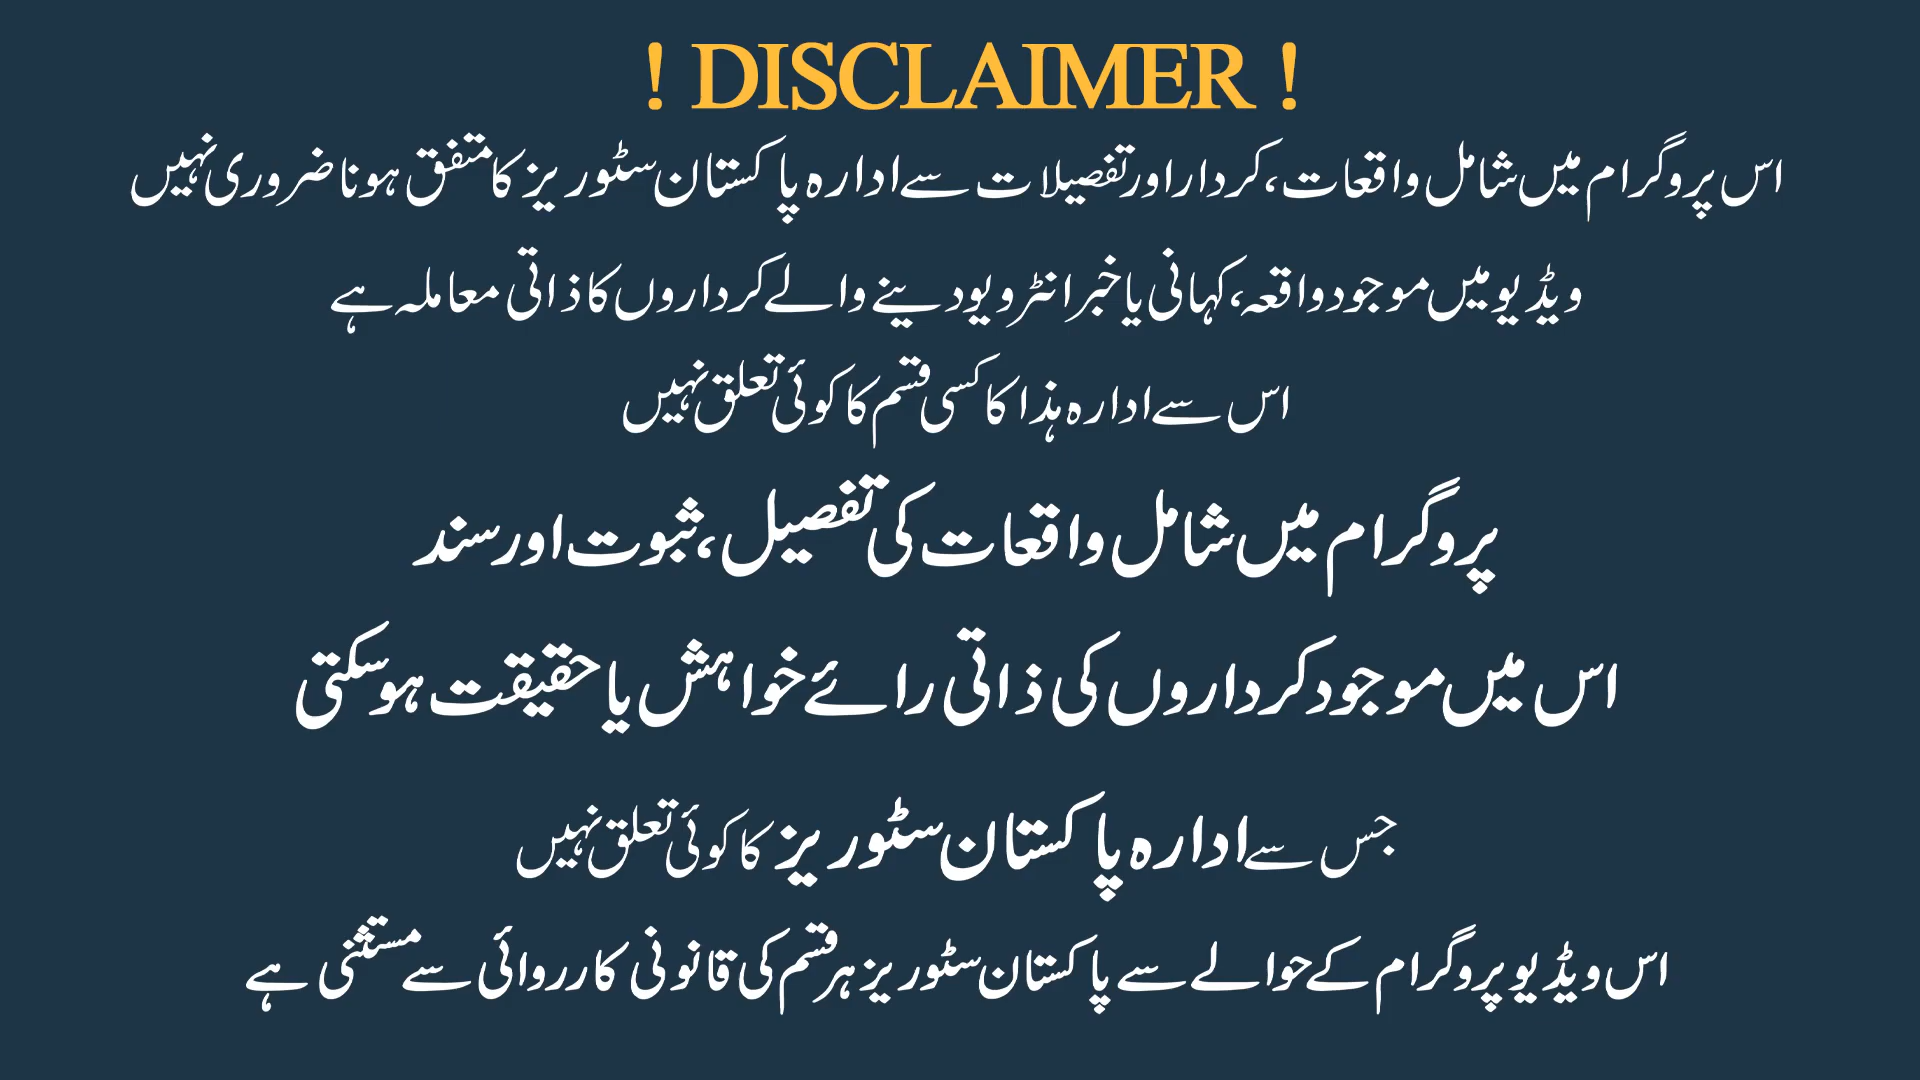 ! DISCLAIMER !
اس پروگرام میں شامل واقعات، کردار اور تفصیلات سے ادارہ پاکستان سٹوریز کا متفق ہونا ضروری نہیں
ویڈیو میں موجود واقعہ، کہانی یا خبر انٹرویو دینے والے کرداروں کا ذاتی معاملہ ہے
اس سے ادارہ ہذا کا کسی قسم کا کوئی تعلق نہیں
پروگرام میں شامل واقعات کی تفصیل، ثبوت اور سند
اس میں موجود کرداروں کی ذاتی رائے خواہش یا حقیقت ہو سکتی
جس سے ادارہ پاکستان سٹوریز کا کوئی تعلق نہیں
اس ویڈیو پروگرام کے حوالے سے پاکستان سٹوریز ہر قسم کی قانونی کارروائی سے مستثنی ہے